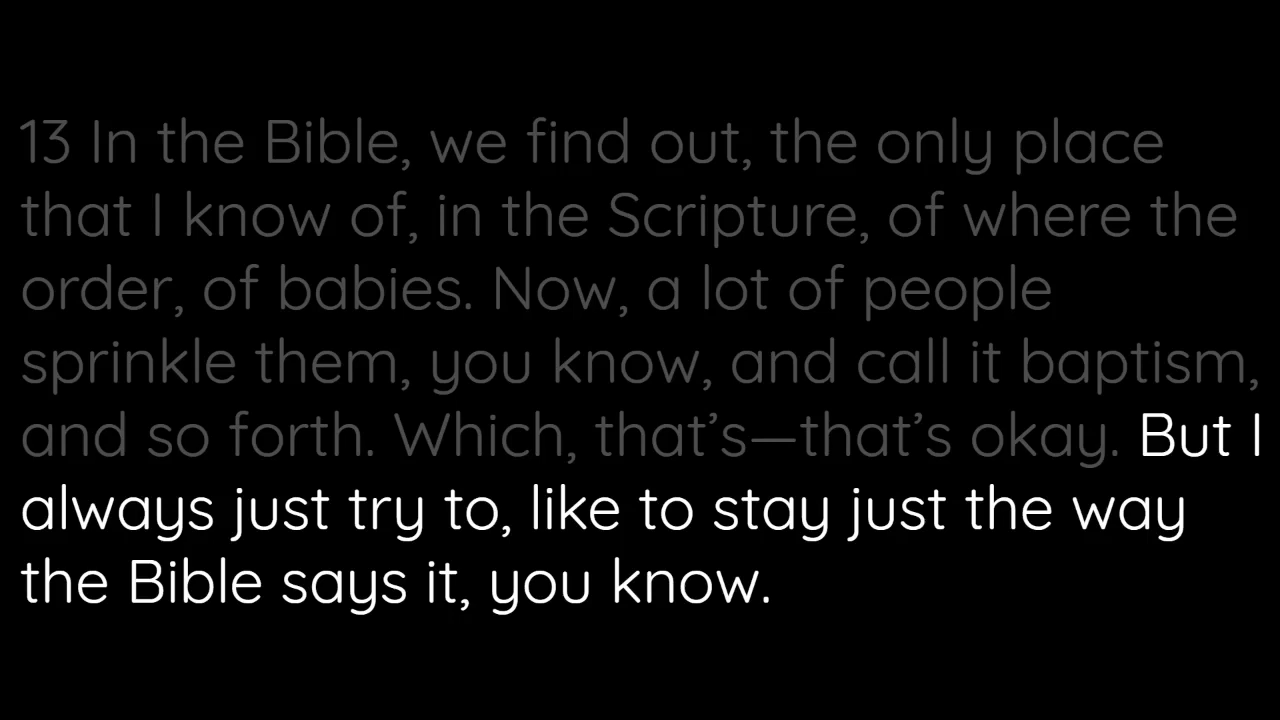 13 In the Bible, we find out, the only place
that I know of, in the Scripture, of where the
order, of babies. Now, a lot of people
sprinkle them, you know, and call it baptism,
and so forth. Which, that’s—that’s okay. But I
always just try to, like to stay just the way
the Bible says it, you know.